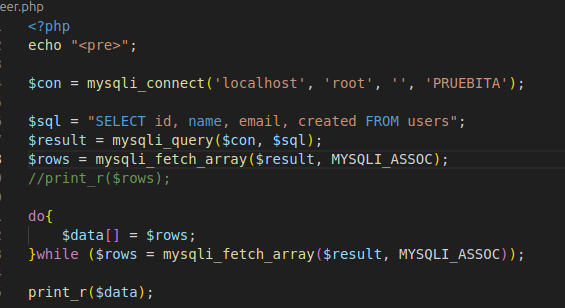 eer.php
<?php
echo "<pre>";
$con = mysqli_connect('localhost', 'root', '', 'PRUEBITA');
$sql = "SELECT id, name, email, created FROM users";
$result = mysqli_query($con, $sql);
$rows = mysqli_fetch_array($result, MYSQLI_ASSOC);
//print_r($rows);
do{
$data[] = $rows;
}while ($rows = mysqli_fetch_array($result, MYSQLI_ASSOC));
print_r($data);